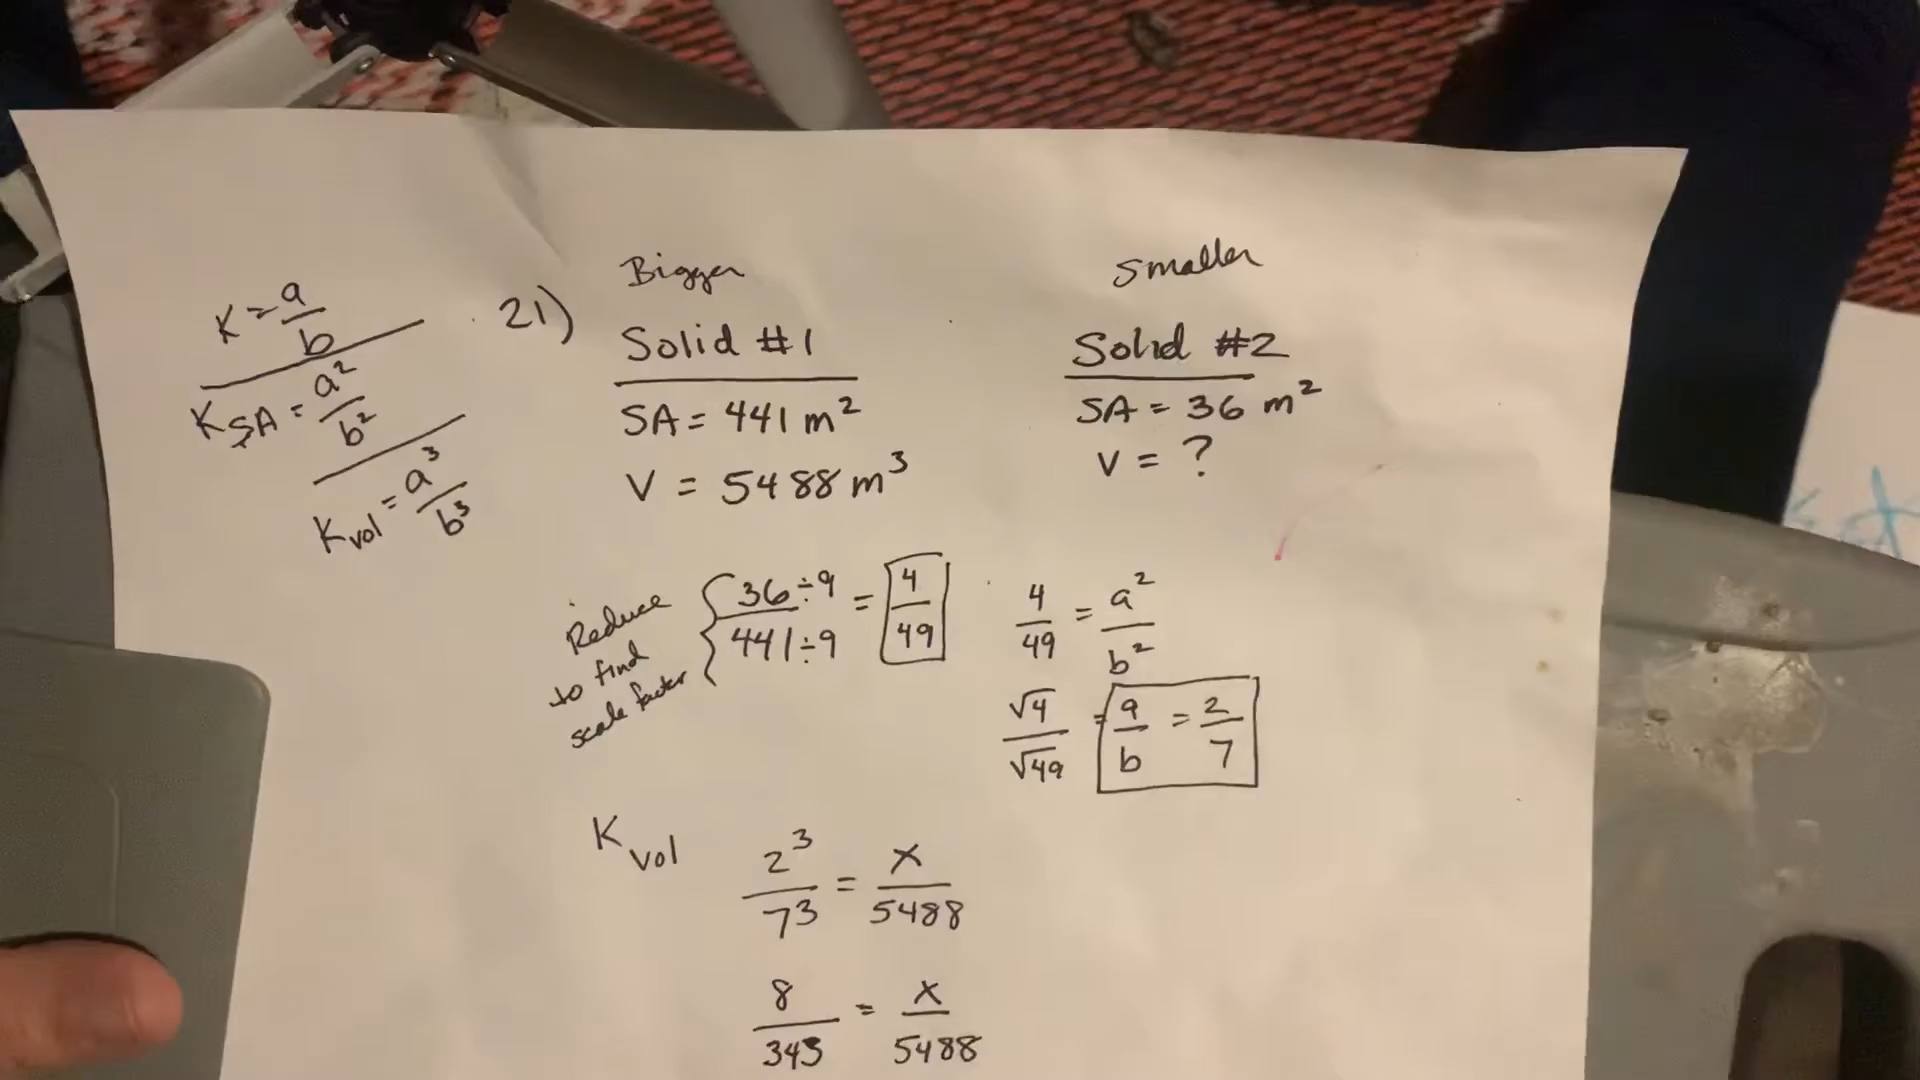 K = a/b
K SA = a²/b²
K vol = a³/b³
21)
Bigger
Solid #1
SA = 441 m²
V = 5488 m³
Smaller
Solid #2
SA = 36 m²
V = ?
Reduce
to find
scale factor
36÷9 / 441÷9 = 4/49
4/49 = a²/b²
√4/√49 = a/b = 2/7
K vol
2³/7³ = x/5488
8/343 = x/5488